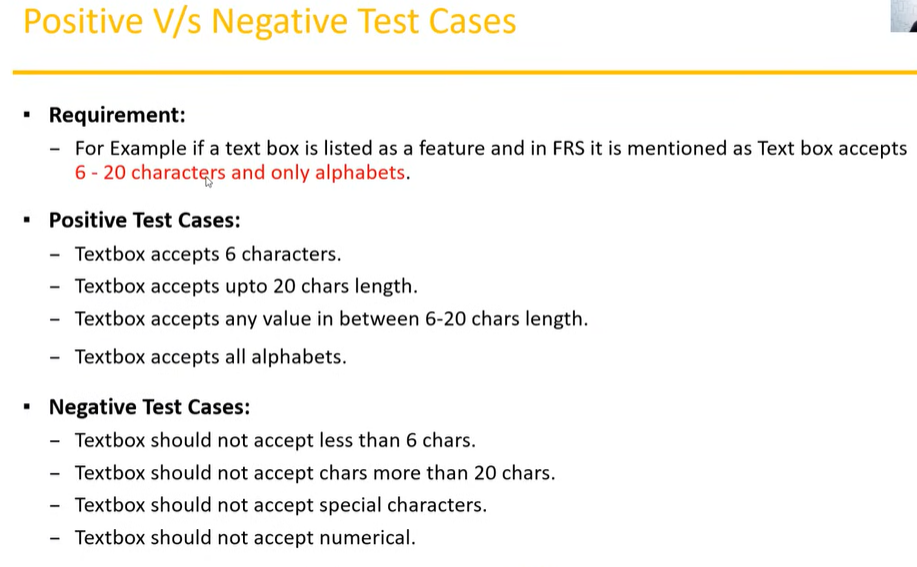 Positive V/s Negative Test Cases
▪ Requirement:
– For Example if a text box is listed as a feature and in FRS it is mentioned as Text box accepts
6 - 20 characters and only alphabets.
▪ Positive Test Cases:
– Textbox accepts 6 characters.
– Textbox accepts upto 20 chars length.
– Textbox accepts any value in between 6-20 chars length.
– Textbox accepts all alphabets.
▪ Negative Test Cases:
– Textbox should not accept less than 6 chars.
– Textbox should not accept chars more than 20 chars.
– Textbox should not accept special characters.
– Textbox should not accept numerical.